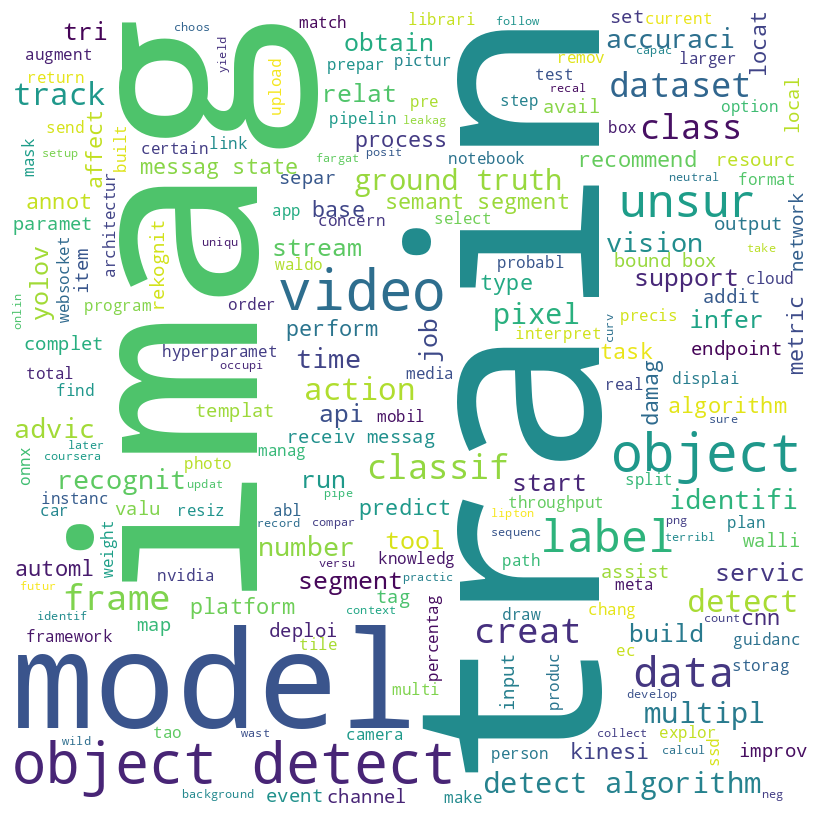 tri
choos
yield
match
librari
follow
current
set
obtain
accuraci
capac
larger
locat
augment
prepar
pictur
remov
return
upload
track
relat
pre
test
recal
avail
dataset
option
local
send
built
affect
certain
link
pipelin
leakag
step
class
box
mask
setup
messag state
fargat
posit
process
notebook
recommend
resourc
annot
separ
ground truth
neutral
format
paramet
architectur
app
base
concern
semant segment
select
unsur
output
network
websocket
item
rekognit
uniqu
stream
waldo
probabl
vision
take
bound box
yolov
program
order
video
type
support
cloud
onlin
imag
train
addit
metric
perform
pixel
interpret
curv
precis
infer
complet
hyperparamet
time
job
task
endpoint
total
occupi
media
real
displai
find
templat
action
damag
algorithm
advic
api
mobil
sure
later
manag
receiv messag
object
coursera
photo
classif
start
split
onnx
recognit
updat
run
identifi
instanc
pipe
throughput
car
valu
resiz
abl
predict
lipton
png
plan
weight
record
compar
sequenc
label
terribl
walli
number
tool
automl
versu
knowledg
path
assist
servic
nvidia
segment
practic
meta
futur
frame
platform
tag
draw
chang
detect
identif
context
count
cnn
map
deploi
percentag
creat
ec
build
guidanc
framework
tile
input
produc
data
storag
model
multi
develop
multipl
tao
camera
collect
explor
wild
wast
person
kinesi
calcul
ssd
improv
object detect
detect algorithm
background
event
channel
make
neg